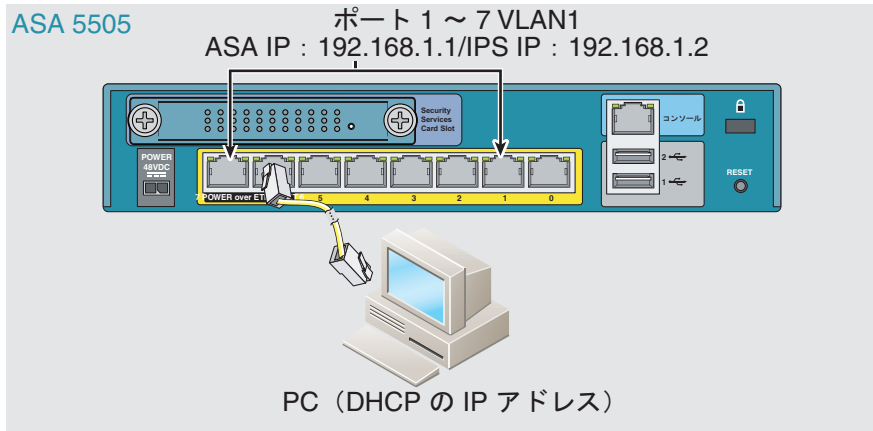 ASA 5505
ポート 1 ～ 7 VLAN1
ASA IP：192.168.1.1/IPS IP：192.168.1.2
Security
Services
Card Slot
コンソール
POWER
48VDC
2
1
RESET
7 POWER over ETHERNET 6 5 4 3 2 1 0
PC（DHCP の IP アドレス）